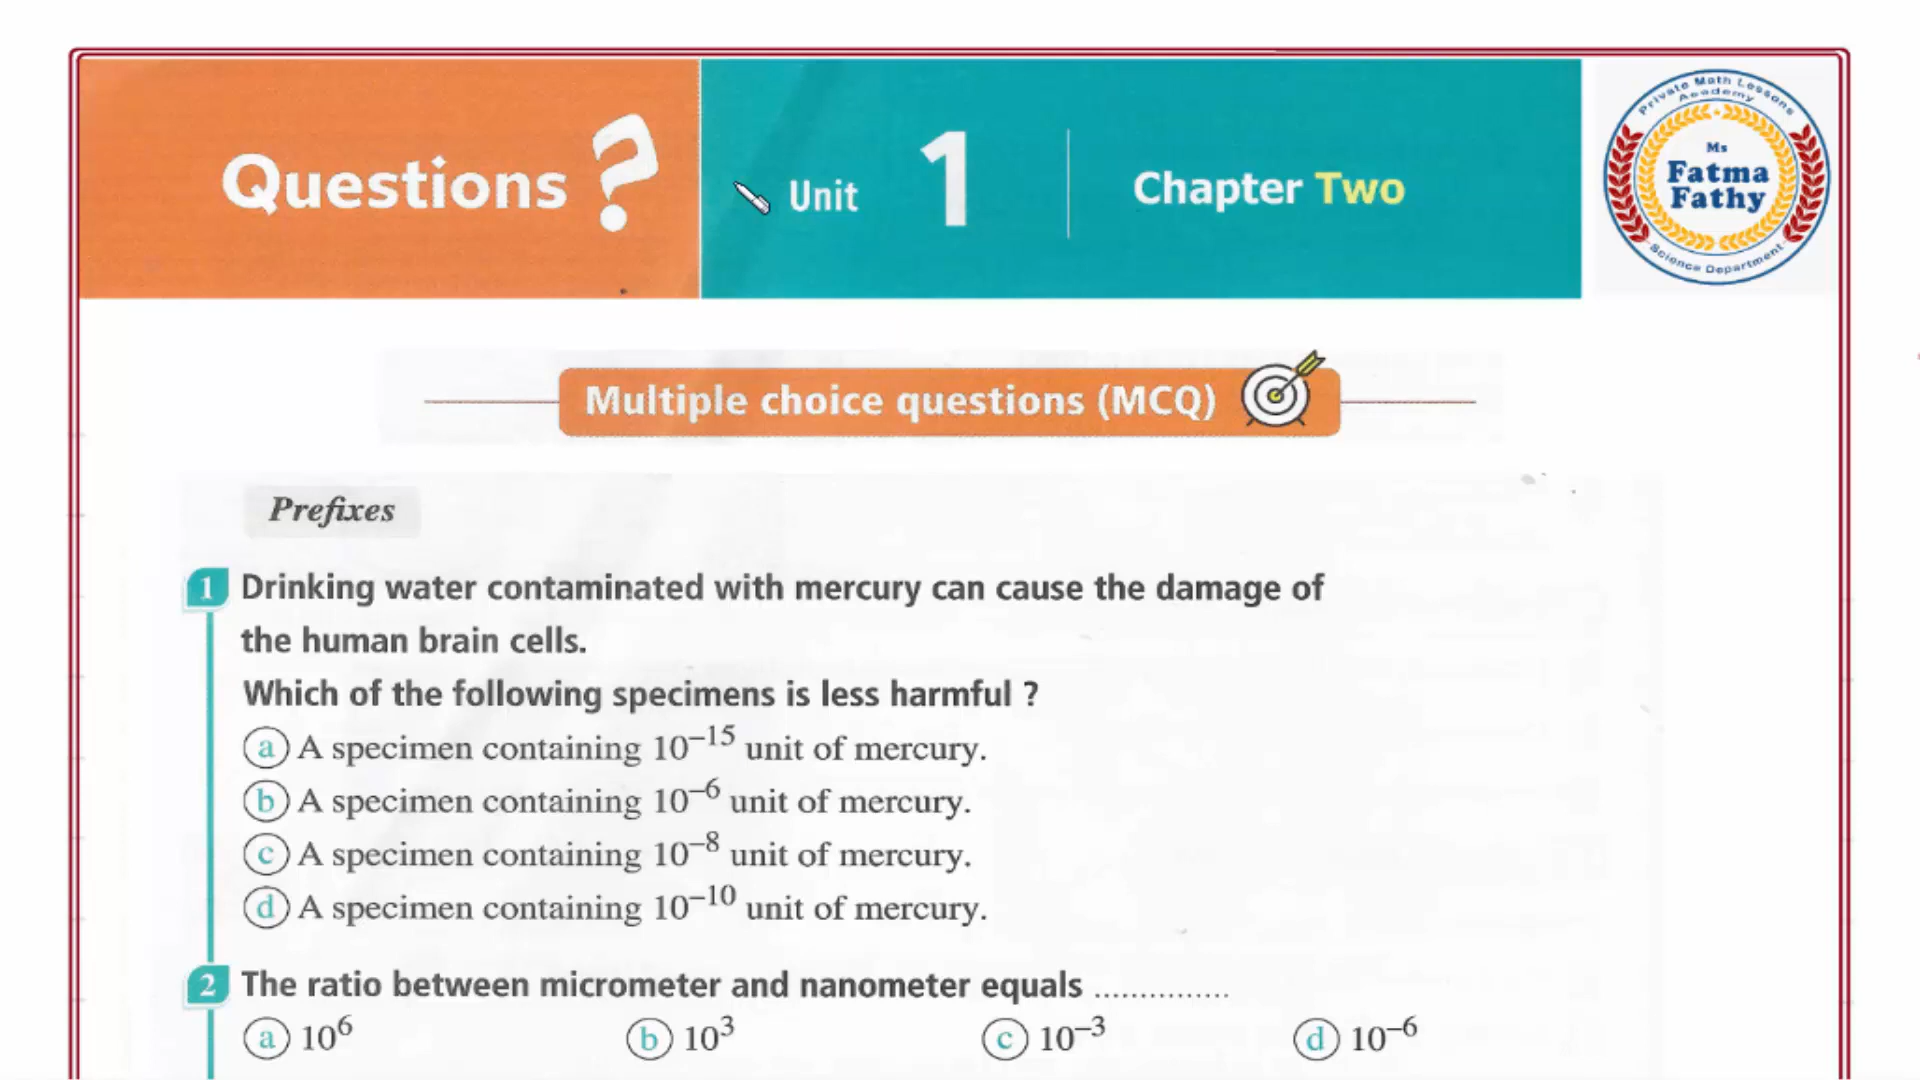 Questions ?
Unit 1 Chapter Two
Private Math Lessons
Academy
Ms
Fatma
Fathy
Science Department
Multiple choice questions (MCQ)
Prefixes
1 Drinking water contaminated with mercury can cause the damage of
the human brain cells.
Which of the following specimens is less harmful ?
a A specimen containing 10⁻¹⁵ unit of mercury.
b A specimen containing 10⁻⁶ unit of mercury.
c A specimen containing 10⁻⁸ unit of mercury.
d A specimen containing 10⁻¹⁰ unit of mercury.
2 The ratio between micrometer and nanometer equals ...............
a 10⁶ b 10³ c 10⁻³ d 10⁻⁶